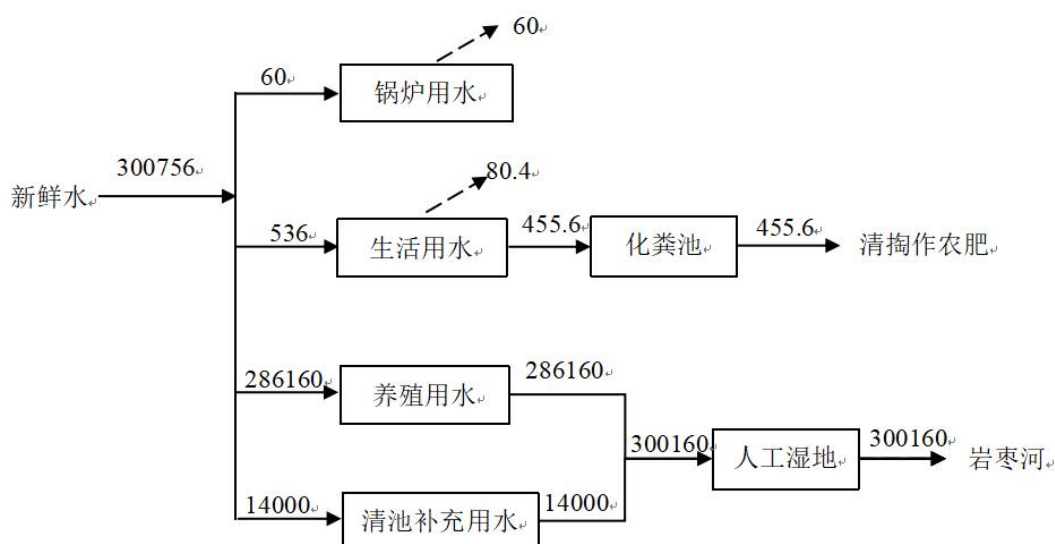 60
60
锅炉用水
300756
新鲜水
80.4
536
生活用水
455.6
化粪池
455.6
清掏作农肥
286160
养殖用水
286160
300160
人工湿地
300160
岩枣河
14000
清池补充用水
14000